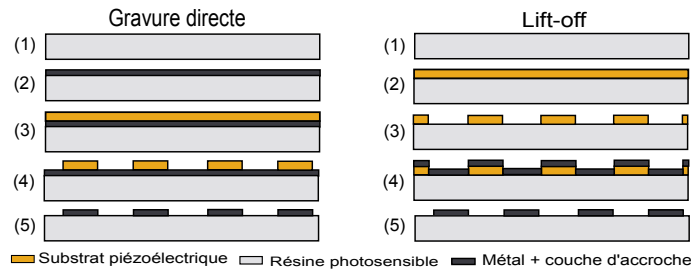 Gravure directe
(1)
(2)
(3)
(4)
(5)
Lift-off
(1)
(2)
(3)
(4)
(5)
Substrat piézoélectrique
Résine photosensible
Métal + couche d'accroche